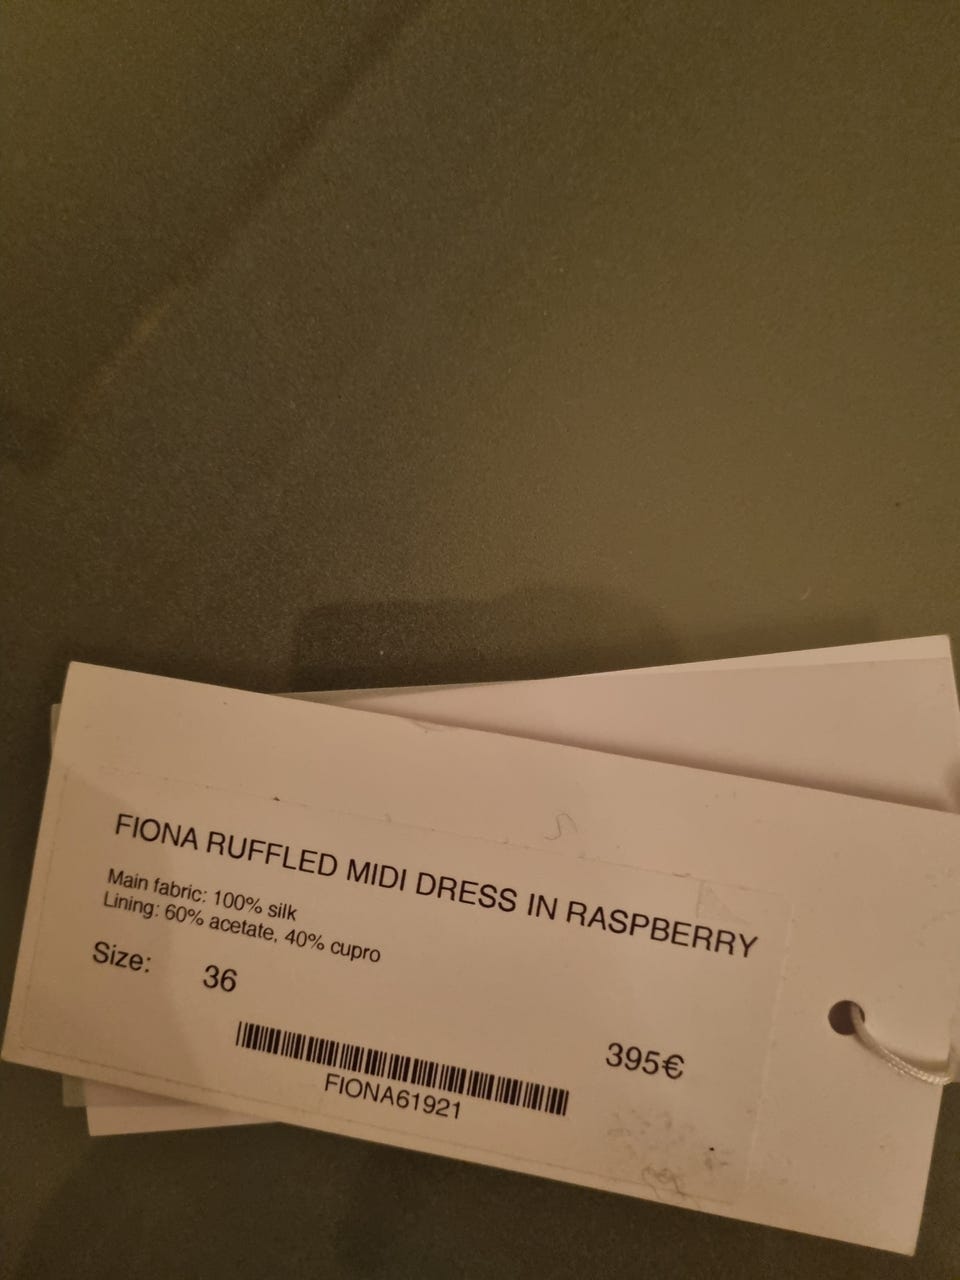 FIONA RUFFLED MIDI DRESS IN RASPBERRY
Main fabric: 100% silk
Lining: 60% acetate, 40% cupro
Size: 36
395€
FIONA61921